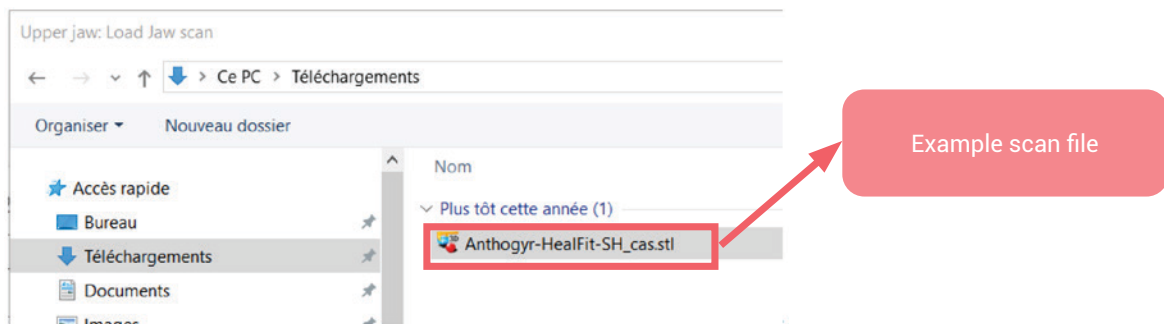 Upper jaw: Load Jaw scan
Ce PC > Téléchargements
Organiser Nouveau dossier
Nom
Accès rapide
Plus tôt cette année (1)
Bureau
Anthogyr-HealFit-SH_cas.stl
Téléchargements
Documents
Images
Example scan file